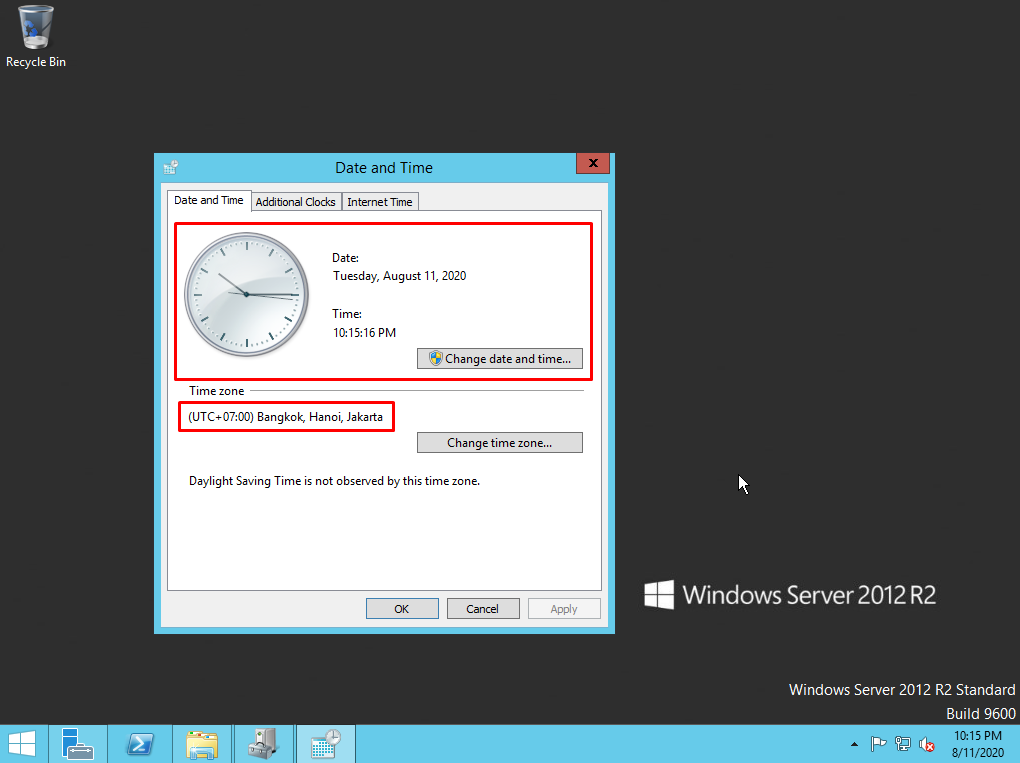 Recycle Bin
Date and Time
x
Date and Time
Additional Clocks
Internet Time
Date:
Tuesday, August 11, 2020
Time:
10:15:16 PM
Change date and time...
Time zone
(UTC+07:00) Bangkok, Hanoi, Jakarta
Change time zone...
Daylight Saving Time is not observed by this time zone.
OK
Cancel
Apply
Windows Server 2012 R2
Windows Server 2012 R2 Standard
Build 9600
10:15 PM
8/11/2020